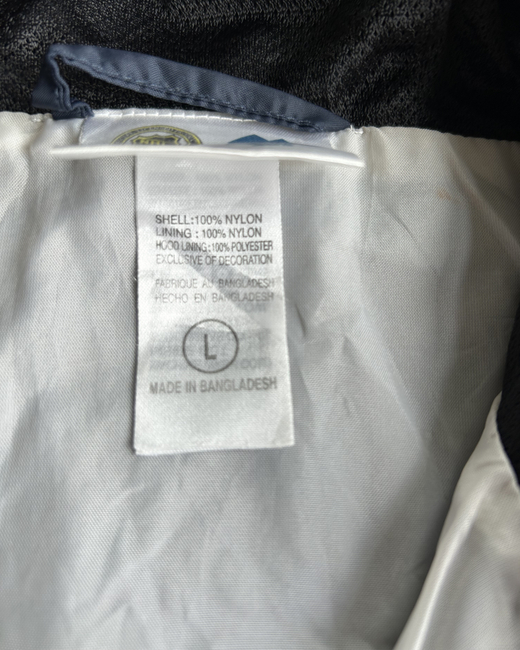 SHELL:100% NYLON
LINING : 100% NYLON
HOOD LINING:100% POLYESTER
EXCLUSIVE OF DECORATION
FABRIQUE AU BANGLADESH
HECHO EN BANGLADESH
L
MADE IN BANGLADESH